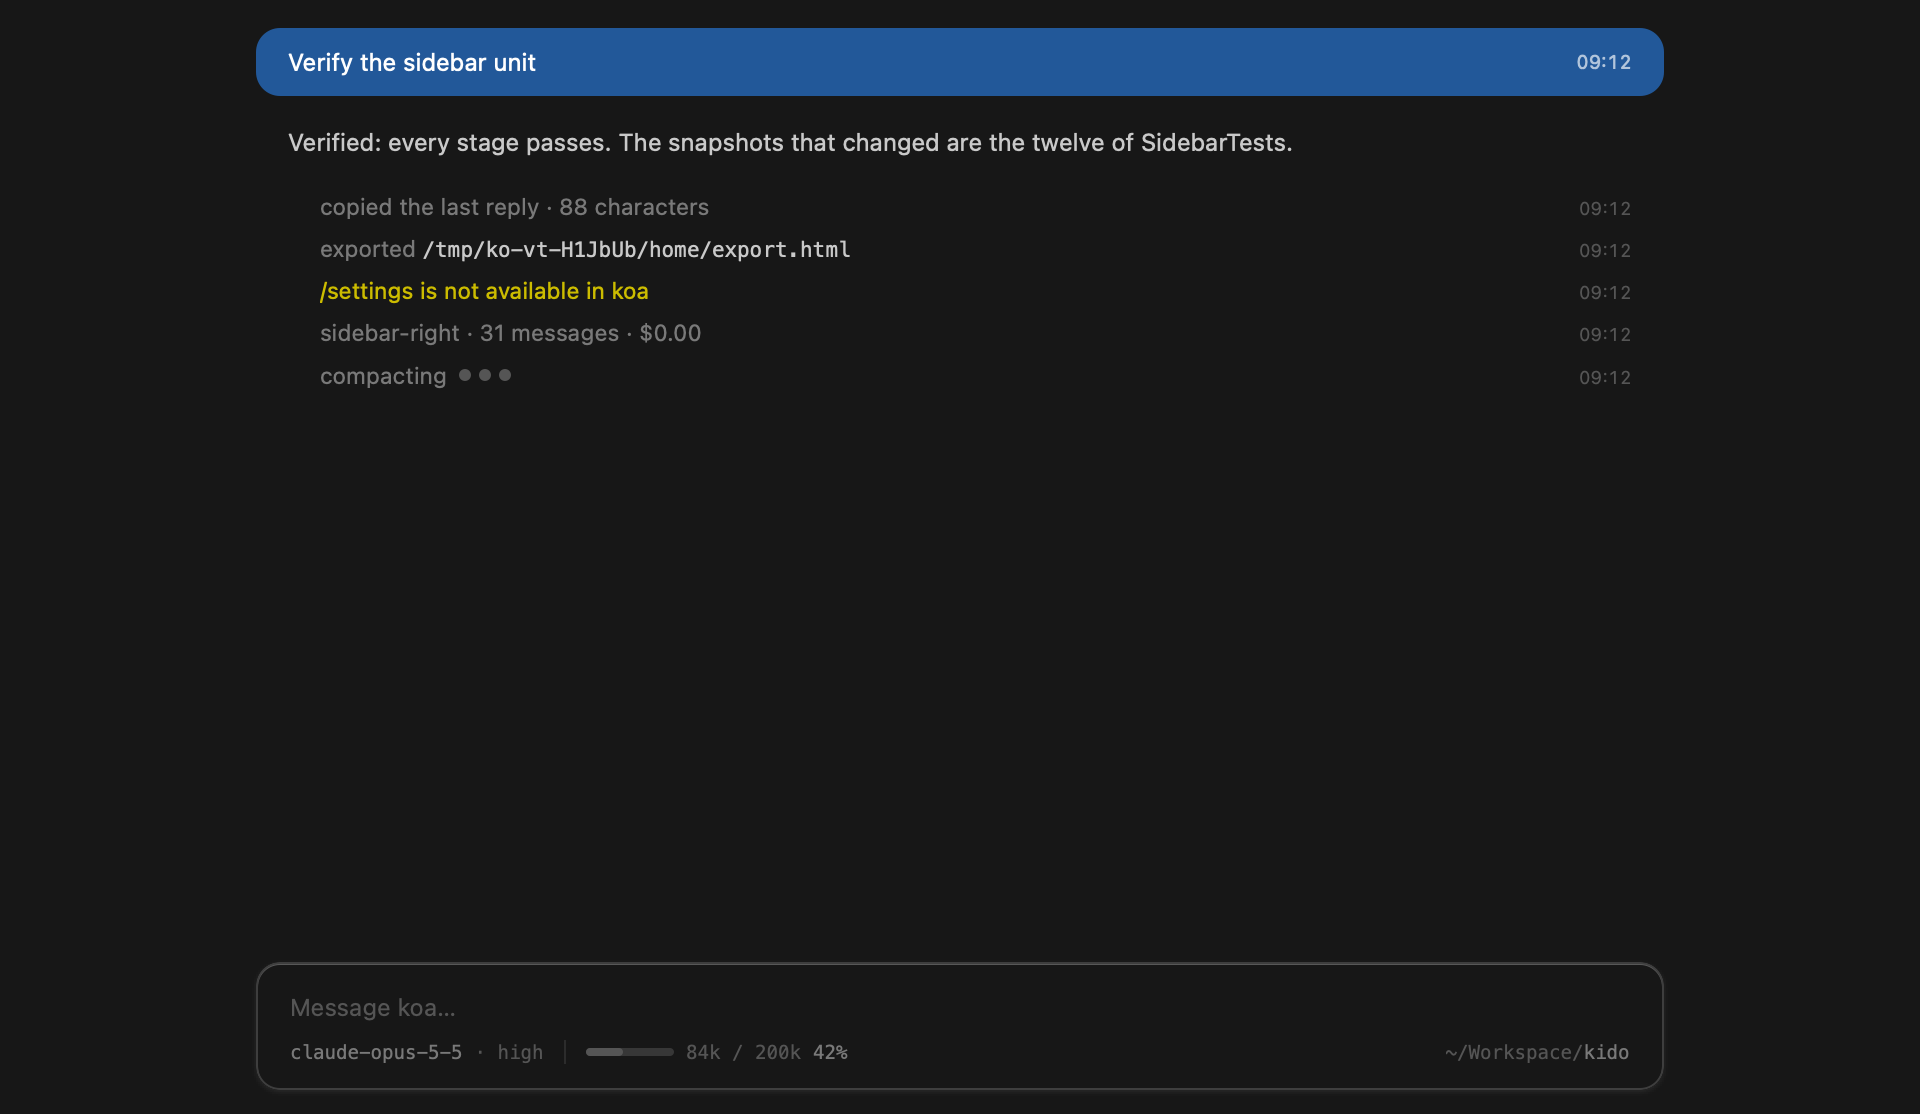 Verify the sidebar unit 09:12
Verified: every stage passes. The snapshots that changed are the twelve of SidebarTests.
copied the last reply · 88 characters 09:12
exported /tmp/ko-vt-H1JbUb/home/export.html 09:12
/settings is not available in koa 09:12
sidebar-right · 31 messages · $0.00 09:12
compacting 09:12
Message koa…
claude-opus-5-5 · high 84k / 200k 42% ~/Workspace/kido